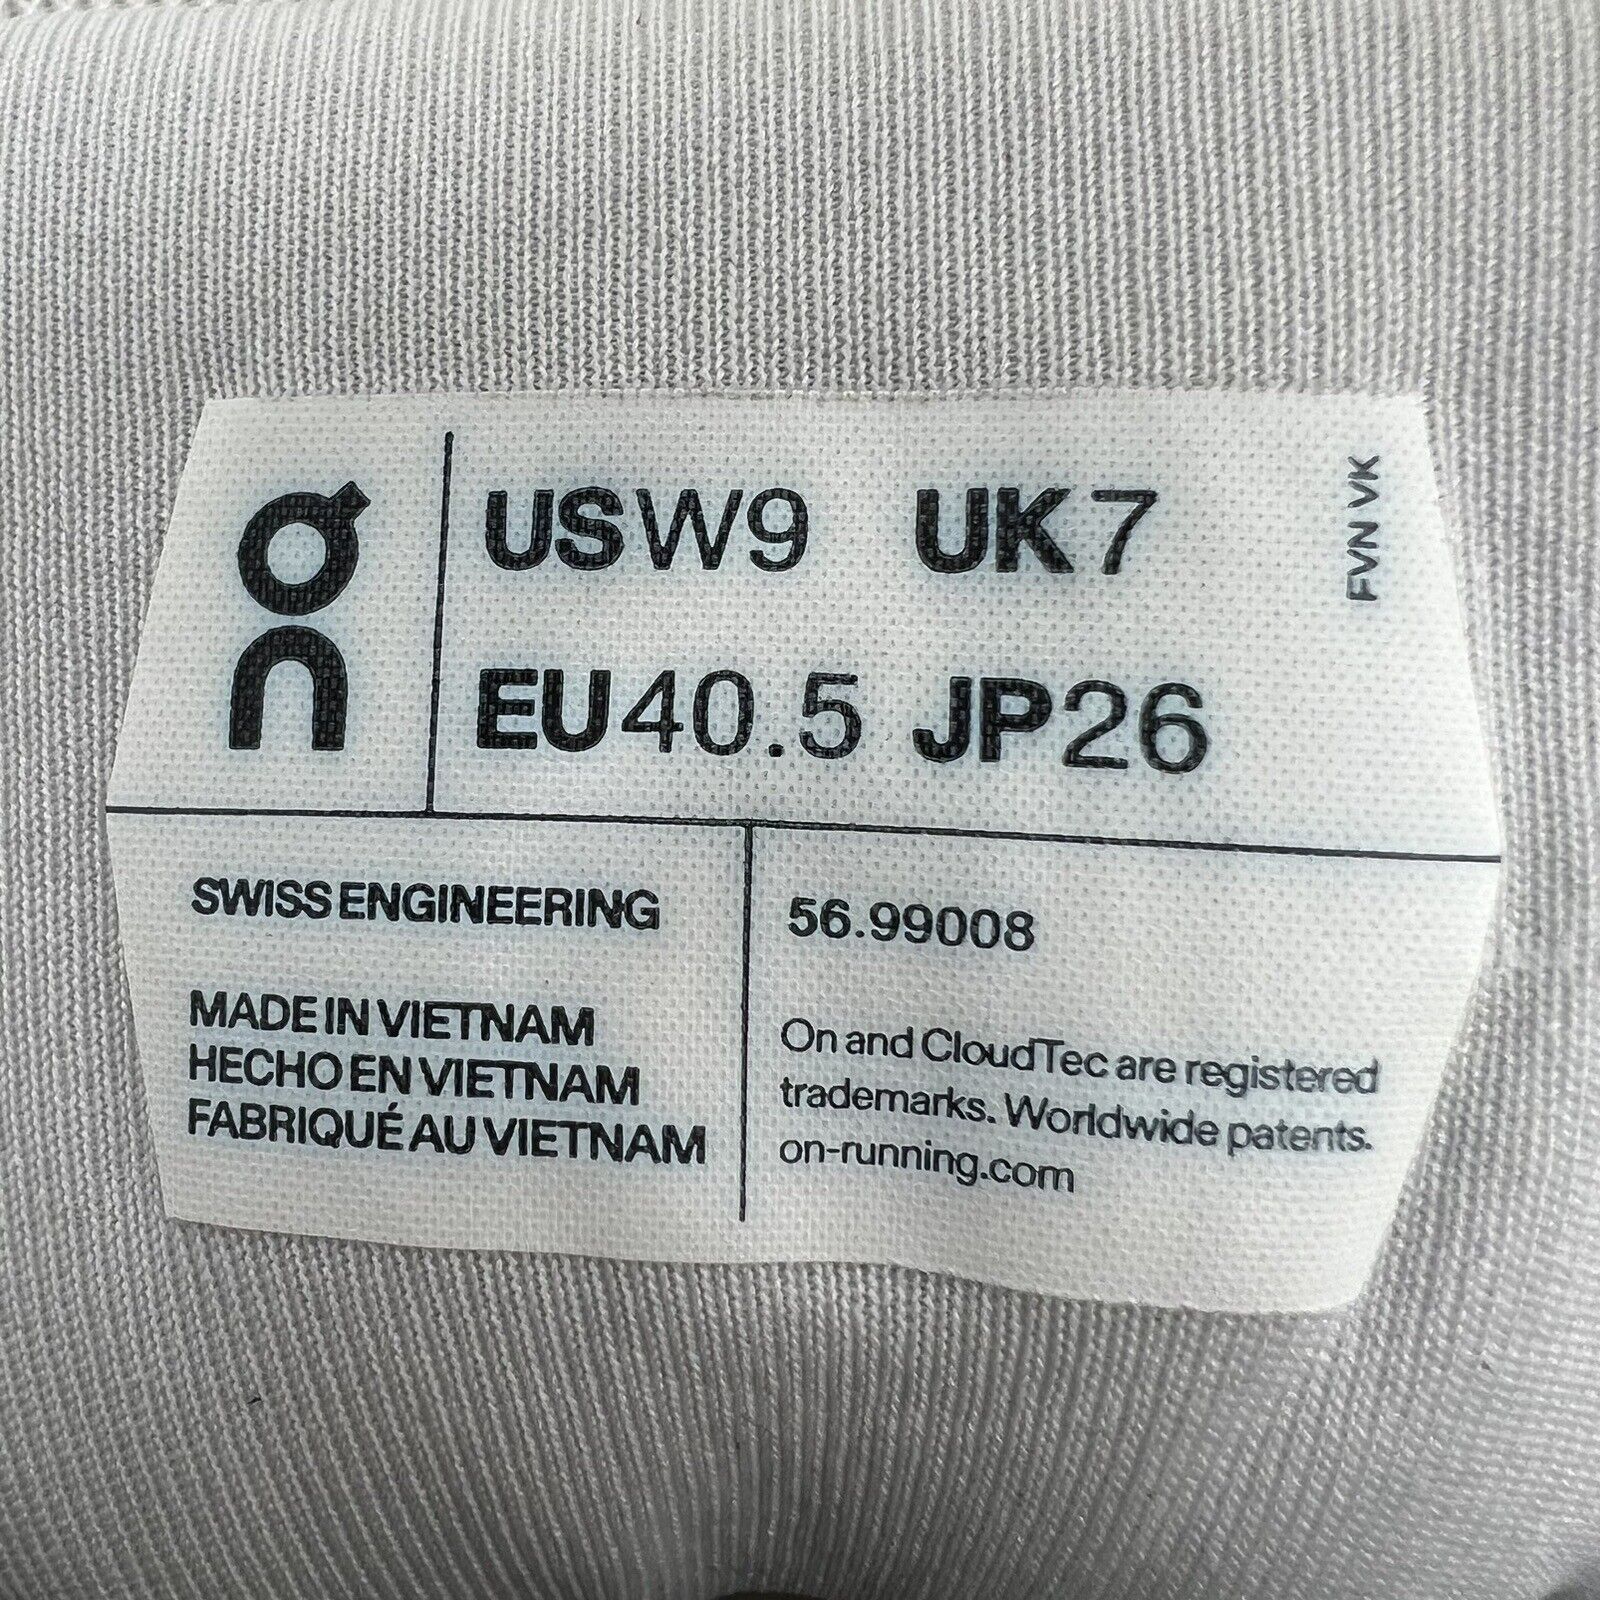 On
USW9 UK7
EU40.5 JP26
FVN VK
SWISS ENGINEERING
MADE IN VIETNAM
HECHO EN VIETNAM
FABRIQUÉ AU VIETNAM
56.99008
On and CloudTec are registered
trademarks. Worldwide patents.
on-running.com